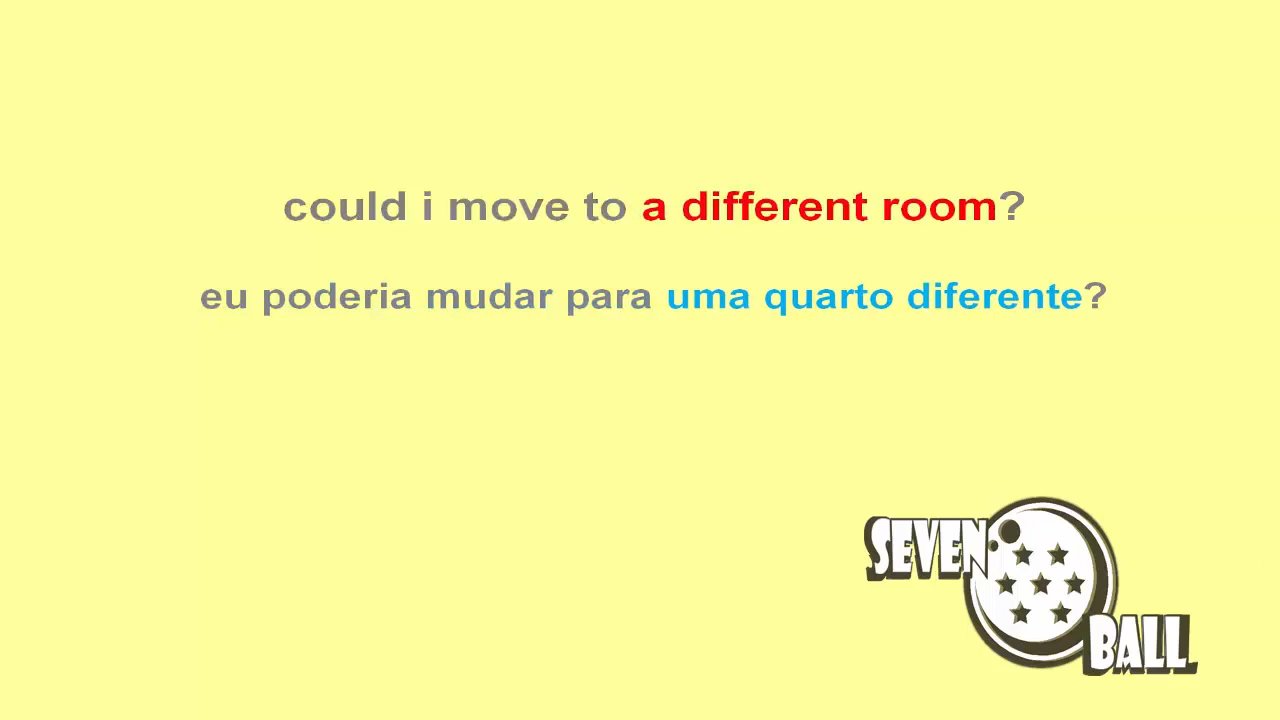 could i move to a different room?
eu poderia mudar para uma quarto diferente?
SEVEN
BALL